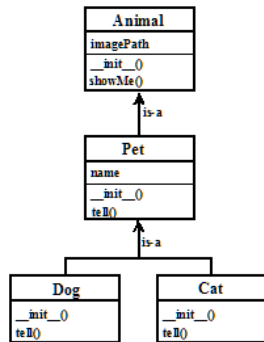 Animal
imagePath
__init__()
showMe()
is-a
Pet
name
__init__()
tell()
is-a
Dog
__init__()
tell()
Cat
__init__()
tell()